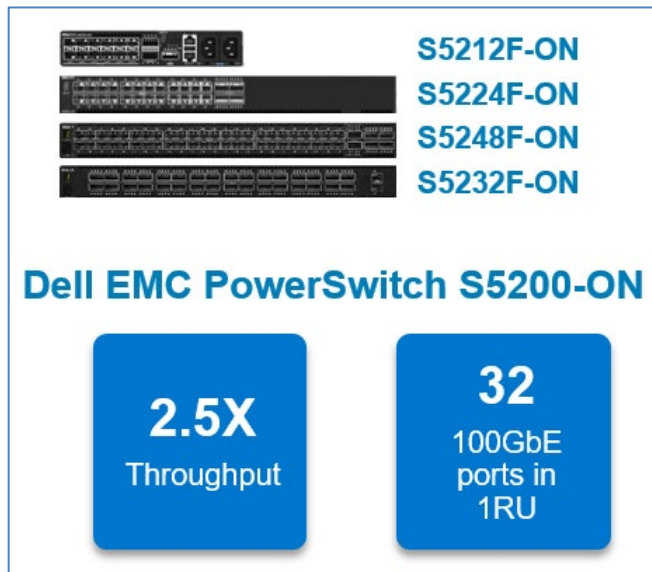 S5212F-ON
S5224F-ON
S5248F-ON
S5232F-ON
Dell EMC PowerSwitch S5200-ON
2.5X
Throughput
32
100GbE
ports in
1RU